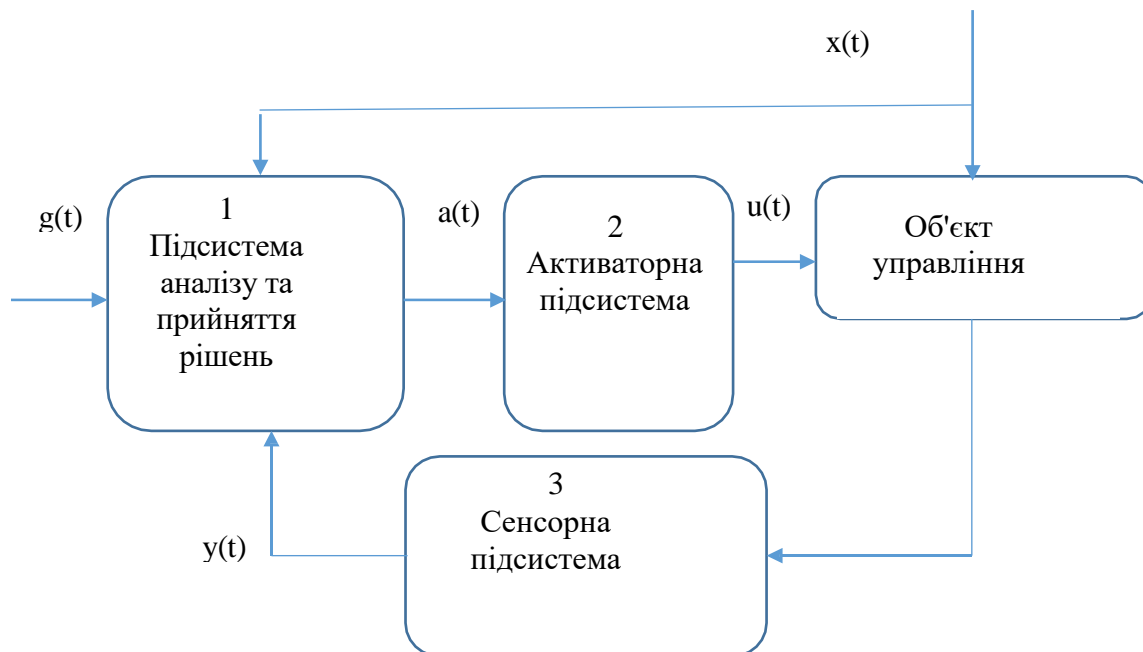 x(t)
g(t)
1
Підсистема
аналізу та
прийняття
рішень
a(t)
2
Активаторна
підсистема
u(t)
Об'єкт
управління
3
Сенсорна
підсистема
y(t)